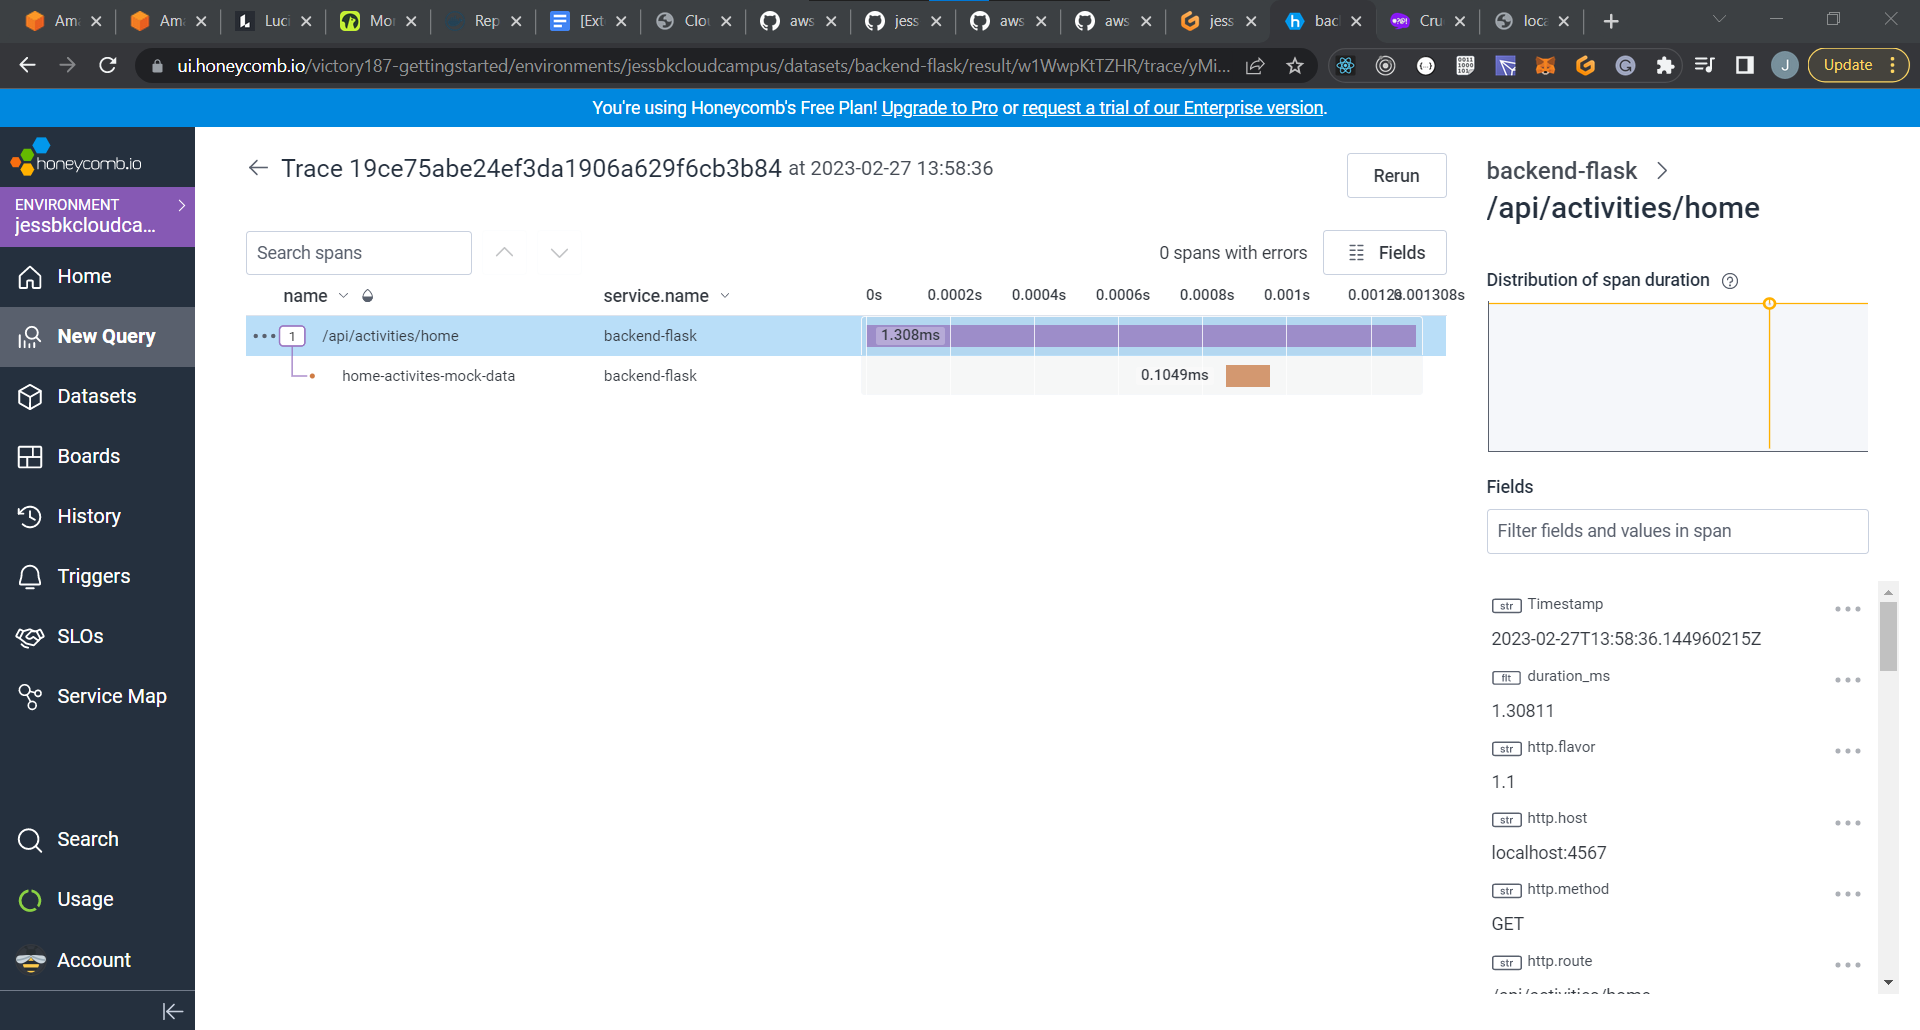 Am
Am
Luci
Mo
Rep
[Ext
Clou
aws
jess
aws
aws
jess
bac
Cru
loca
ui.honeycomb.io/victory187-gettingstarted/environments/jessbkcloudcampus/datasets/backend-flask/result/w1WwpKtTZHR/trace/yMi...
J
Update
You're using Honeycomb's Free Plan! Upgrade to Pro or request a trial of our Enterprise version.
honeycomb.io
ENVIRONMENT
jessbkcloudca...
Home
New Query
Datasets
Boards
History
Triggers
SLOs
Service Map
Search
Usage
Account
Trace 19ce75abe24ef3da1906a629f6cb3b84 at 2023-02-27 13:58:36
Rerun
Search spans
0 spans with errors
Fields
name
service.name
0s 0.0002s 0.0004s 0.0006s 0.0008s 0.001s 0.0012s 0.001308s
1 /api/activities/home backend-flask 1.308ms
home-activites-mock-data backend-flask 0.1049ms
backend-flask
/api/activities/home
Distribution of span duration
Fields
Filter fields and values in span
str Timestamp
2023-02-27T13:58:36.144960215Z
flt duration_ms
1.30811
str http.flavor
1.1
str http.host
localhost:4567
str http.method
GET
str http.route
/api/activities/home